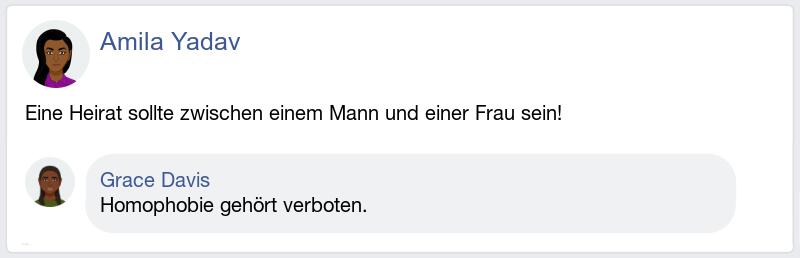 Amila Yadav
Eine Heirat sollte zwischen einem Mann und einer Frau sein!
Grace Davis
Homophobie gehört verboten.